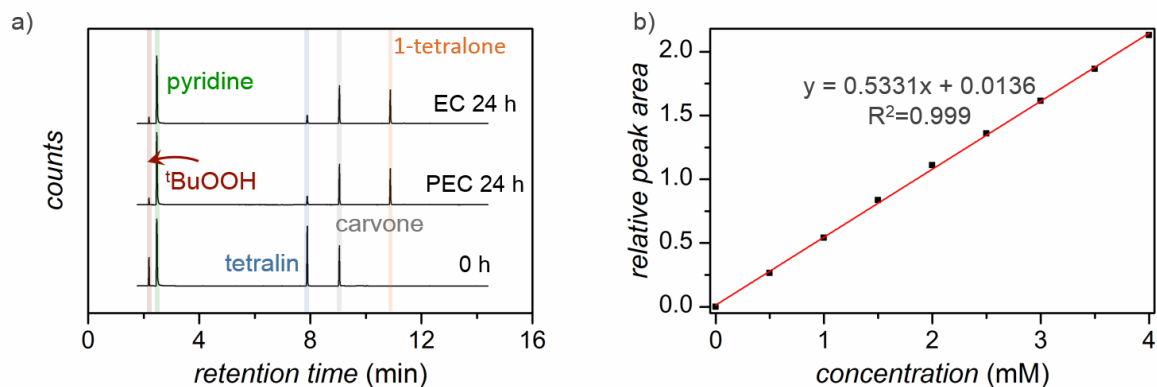 a)
1-tetralone
pyridine
EC 24 h
ᵗBuOOH
PEC 24 h
carvone
tetralin
0 h
counts
0 4 8 12 16
retention time (min)
b)
2.0
1.5
1.0
0.5
0.0
y = 0.5331x + 0.0136
R²=0.999
relative peak area
0 1 2 3 4
concentration (mM)